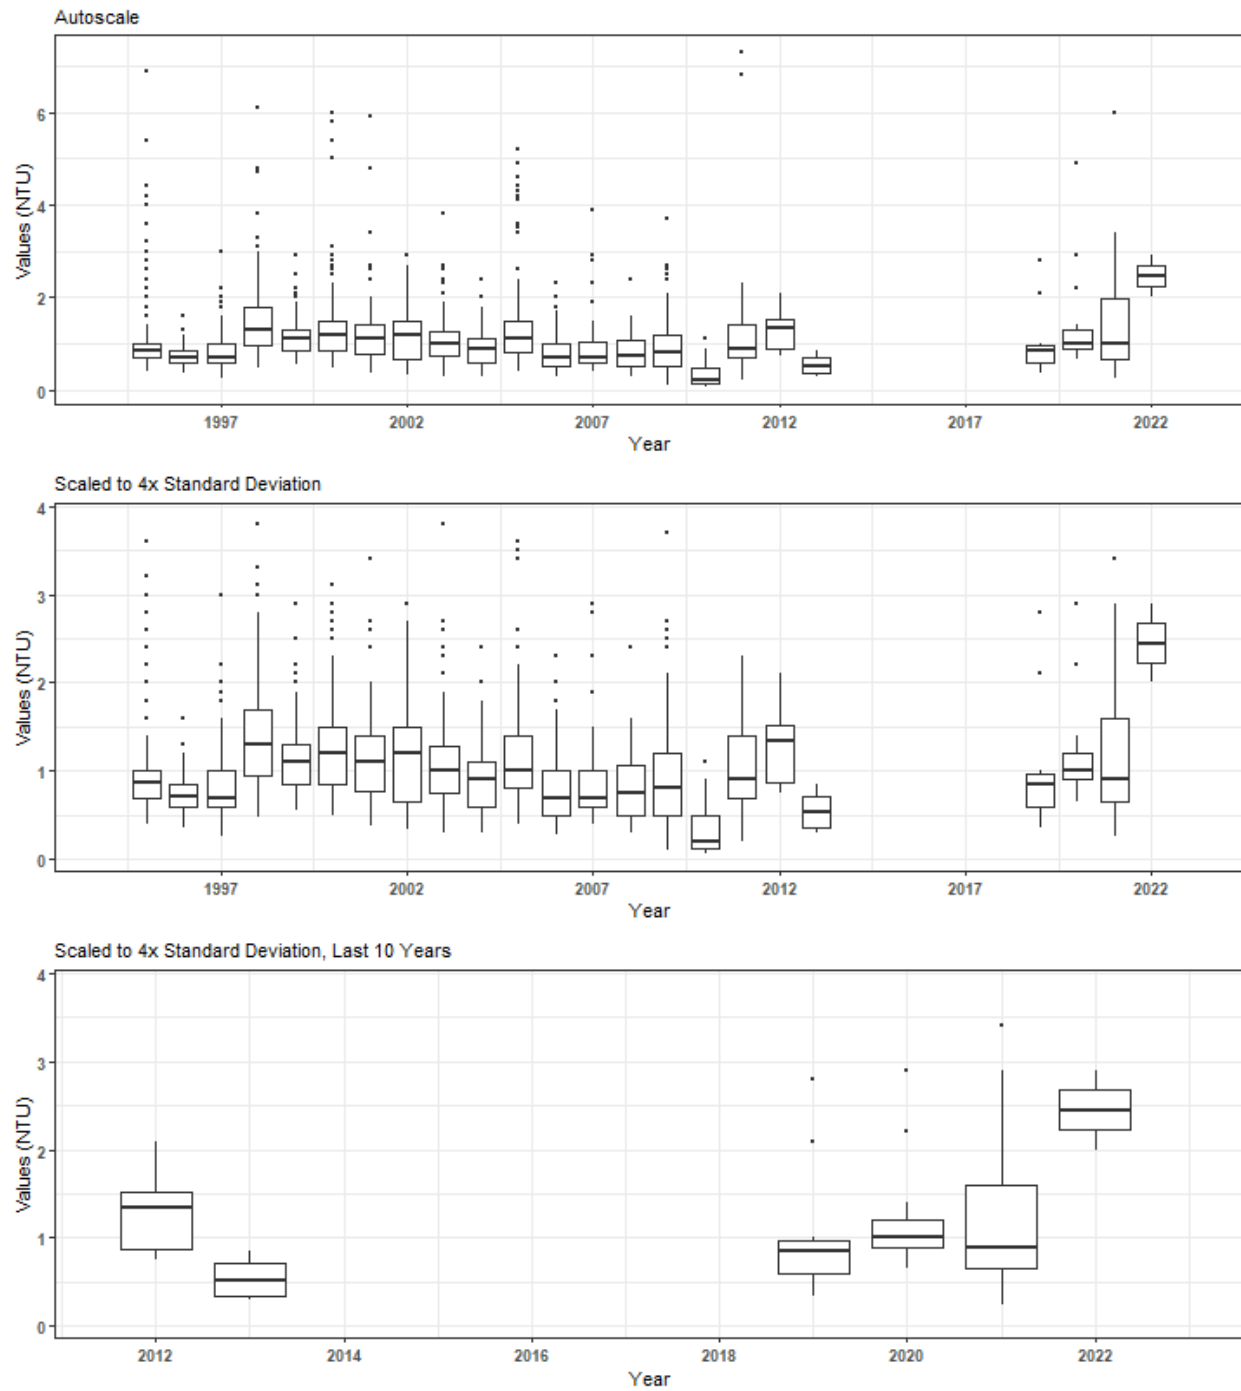 Autoscale
Values (NTU)
6
4
2
0
1997 2002 2007 2012 2017 2022
Year
Scaled to 4x Standard Deviation
Values (NTU)
4
3
2
1
0
1997 2002 2007 2012 2017 2022
Year
Scaled to 4x Standard Deviation, Last 10 Years
Values (NTU)
4
3
2
1
0
2012 2014 2016 2018 2020 2022
Year